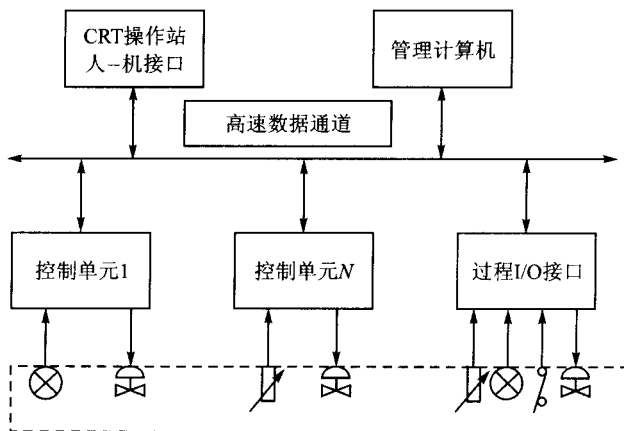 CRT操作站
人-机接口
管理计算机
高速数据通道
控制单元1
控制单元N
过程I/O接口